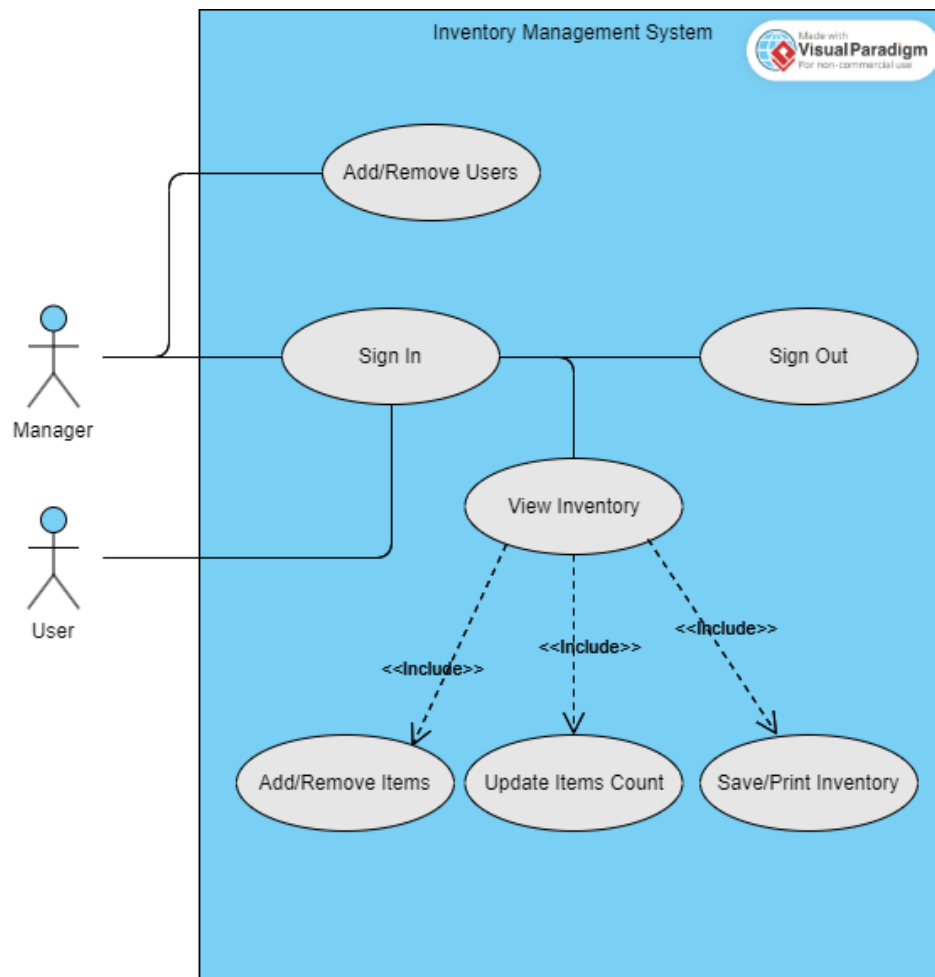 Inventory Management System
Made with
Visual Paradigm
For non-commercial use
Add/Remove Users
Sign In
Sign Out
Manager
View Inventory
User
<<Include>>
<<Include>>
<<Include>>
Add/Remove Items
Update Items Count
Save/Print Inventory